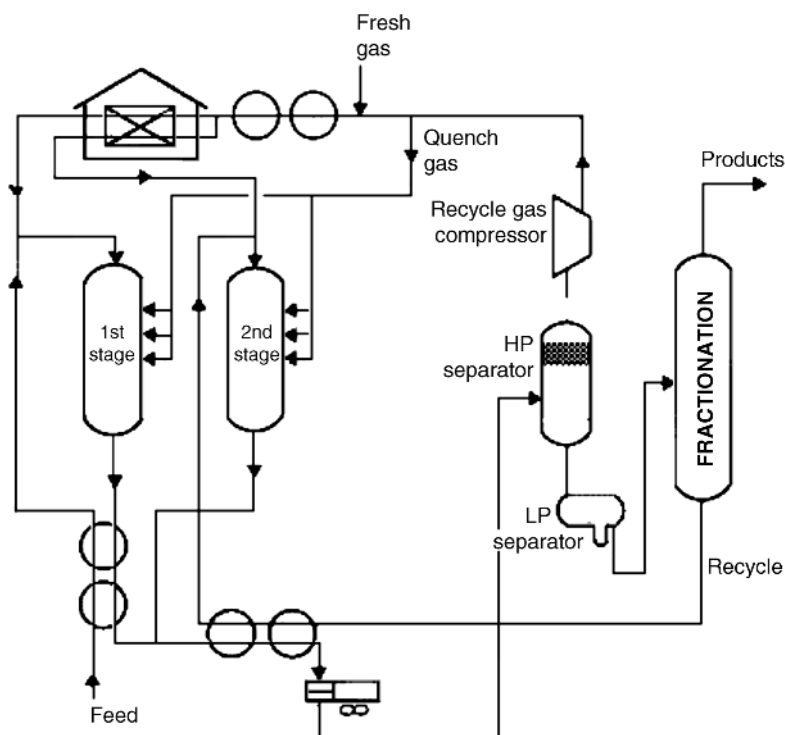 Fresh
gas
Quench
gas
Products
Recycle gas
compressor
1st
stage
2nd
stage
HP
separator
FRACTIONATION
LP
separator
Recycle
Feed